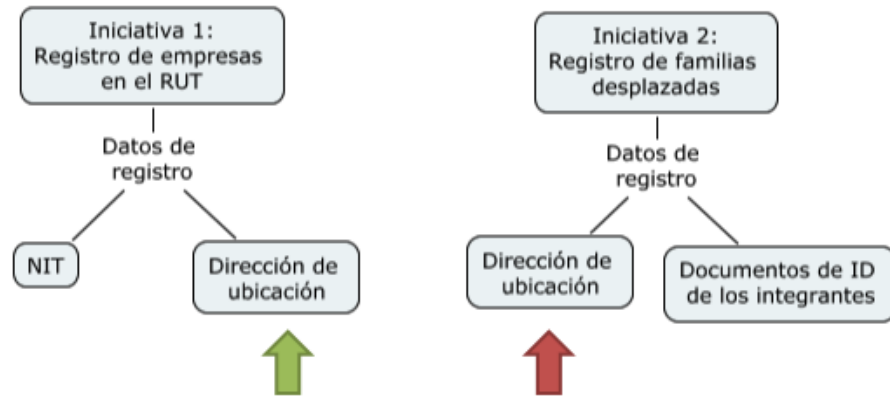 Iniciativa 1:
Registro de empresas
en el RUT
Datos de
registro
NIT
Dirección de
ubicación
Iniciativa 2:
Registro de familias
desplazadas
Datos de
registro
Dirección de
ubicación
Documentos de ID
de los integrantes